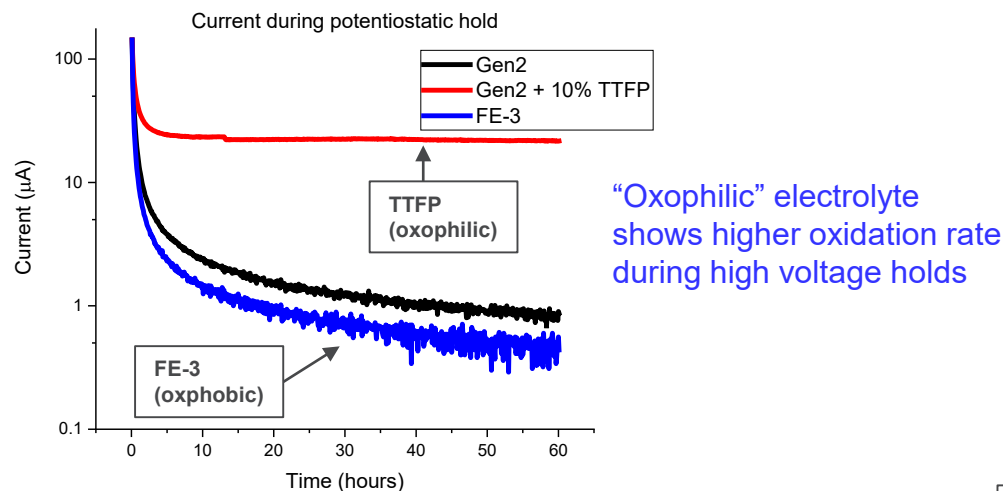 Current during potentiostatic hold
Gen2
Gen2 + 10% TTFP
FE-3
100
10
1
0.1
Current (μA)
TTFP
(oxophilic)
FE-3
(oxphobic)
0
10
20
30
40
50
60
Time (hours)
“Oxophilic” electrolyte
shows higher oxidation rate
during high voltage holds